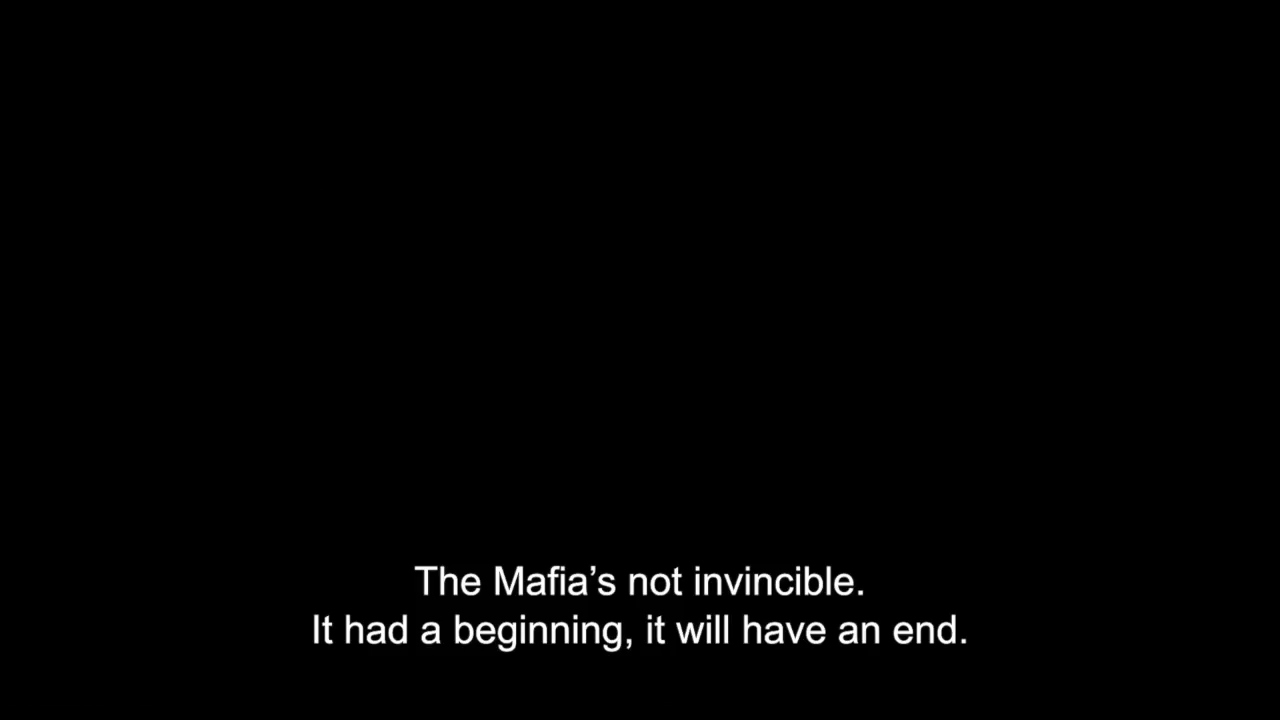 The Mafia’s not invincible.
It had a beginning, it will have an end.